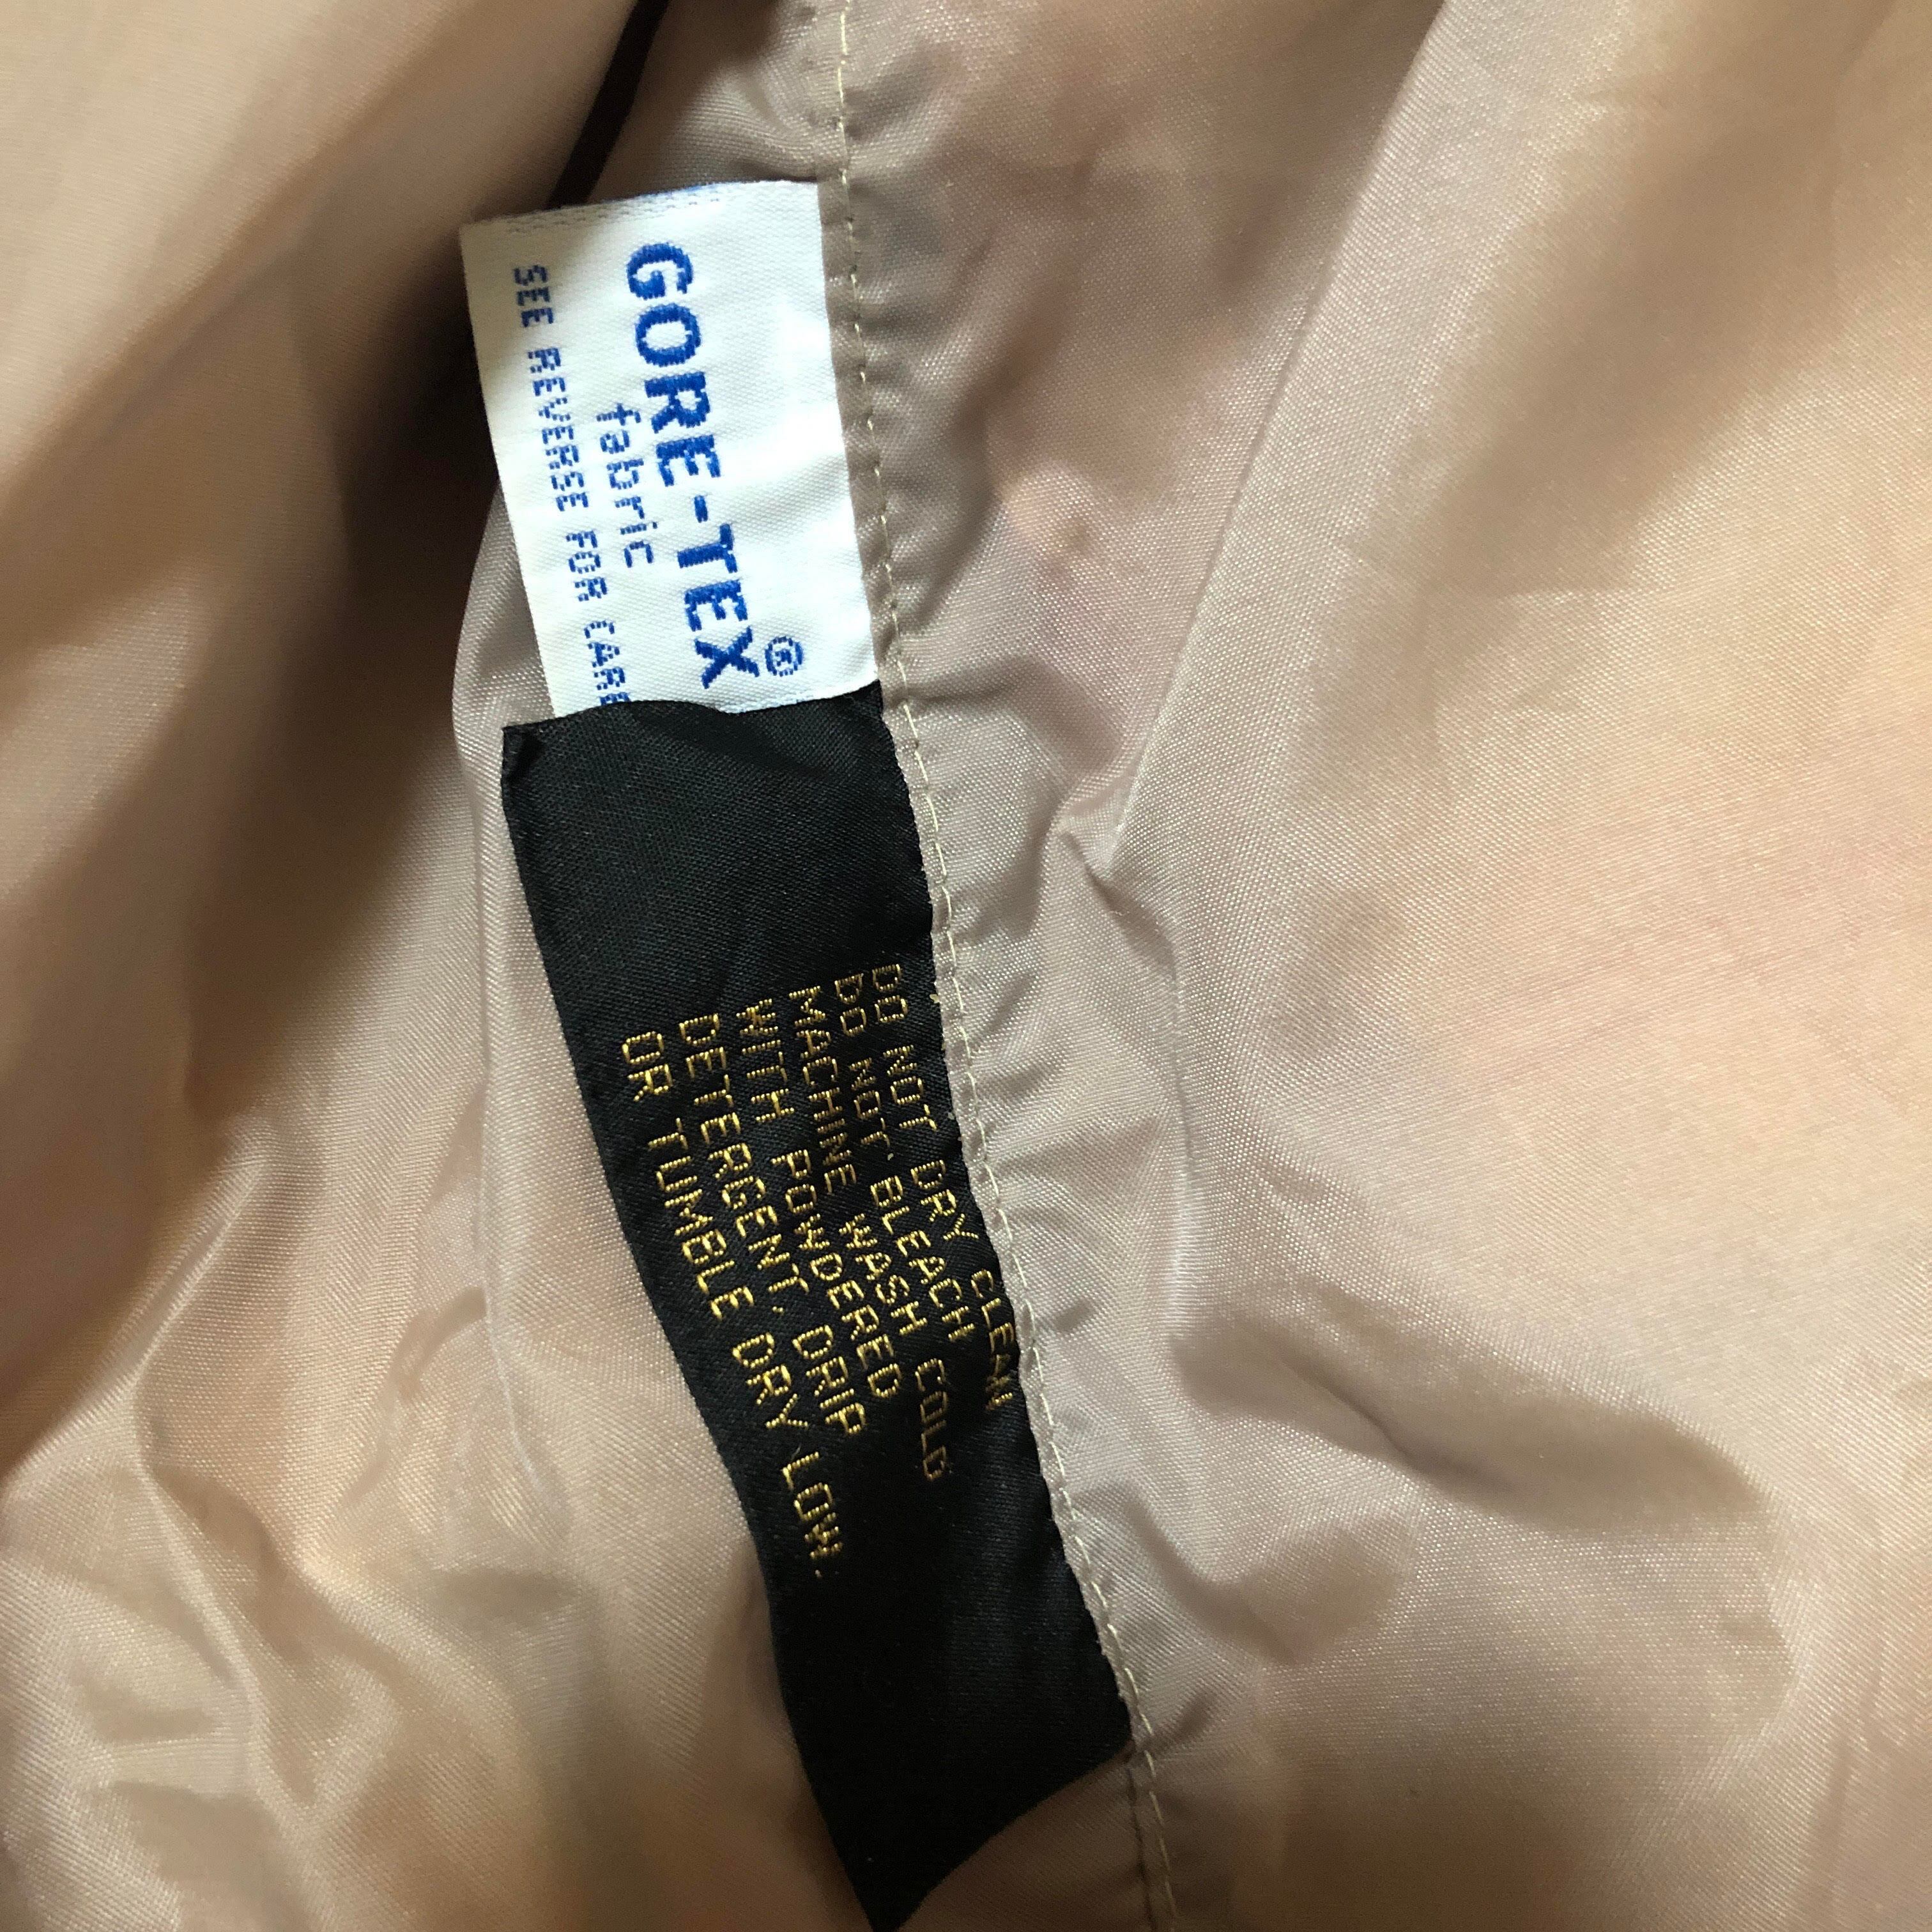 GORE-TEX®
fabric
SEE REVERSE FOR CARE
DO NOT DRY CLEAN
DO NOT BLEACH
MACHINE WASH COLD
WITH POWDERED
DETERGENT. DRIP
OR TUMBLE DRY LOW.